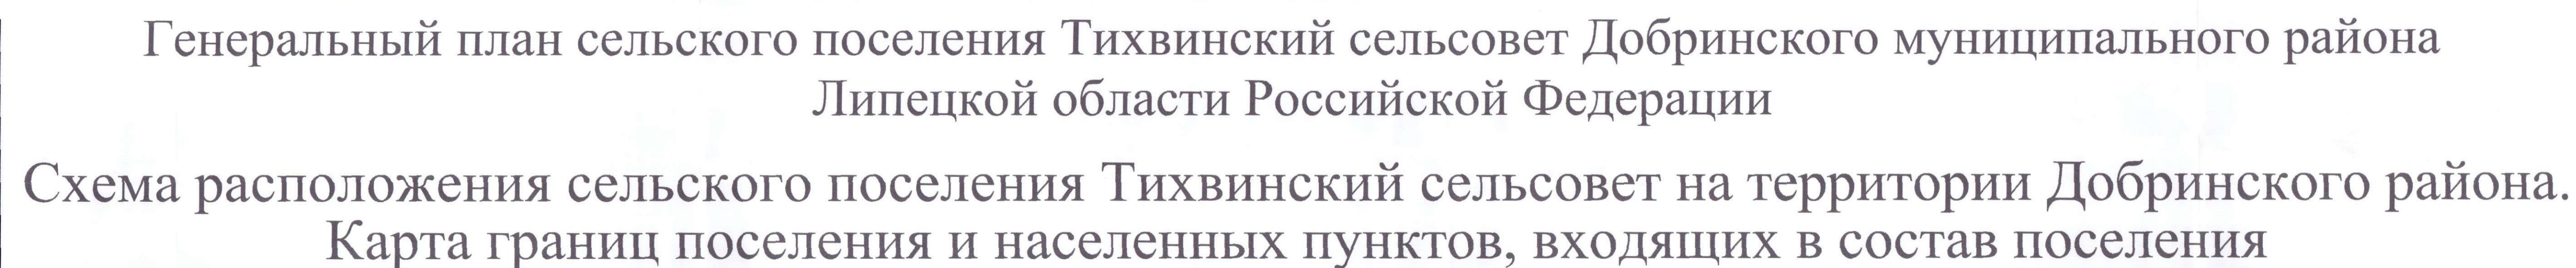 Генеральный план сельского поселения Тихвинский сельсовет Добринского муниципального района
Липецкой области Российской Федерации
Схема расположения сельского поселения Тихвинский сельсовет на территории Добринского района.
Карта границ поселения и населенных пунктов, входящих в состав поселения